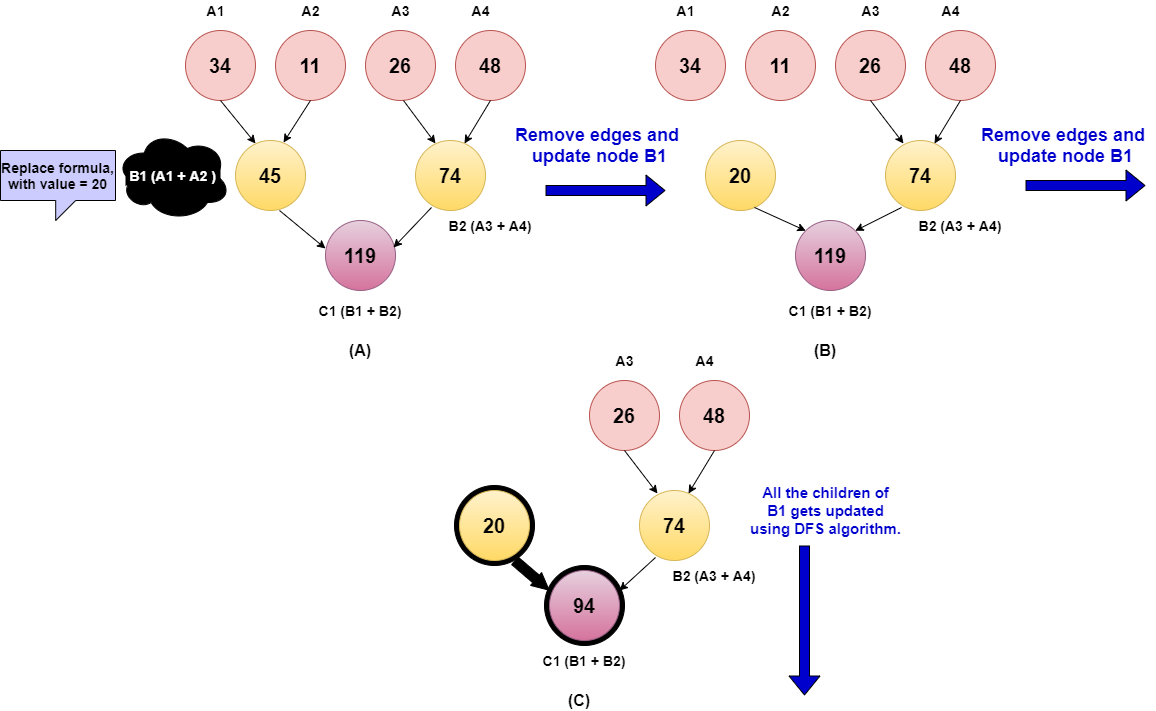 A1 A2 A3 A4
34 11 26 48
Replace formula,
with value = 20
B1 (A1 + A2 )
45 74
B2 (A3 + A4)
119
C1 (B1 + B2)
(A)
Remove edges and
update node B1
A1 A2 A3 A4
34 11 26 48
20 74
B2 (A3 + A4)
119
C1 (B1 + B2)
(B)
Remove edges and
update node B1
A3 A4
26 48
20 74
B2 (A3 + A4)
94
C1 (B1 + B2)
(C)
All the children of
B1 gets updated
using DFS algorithm.